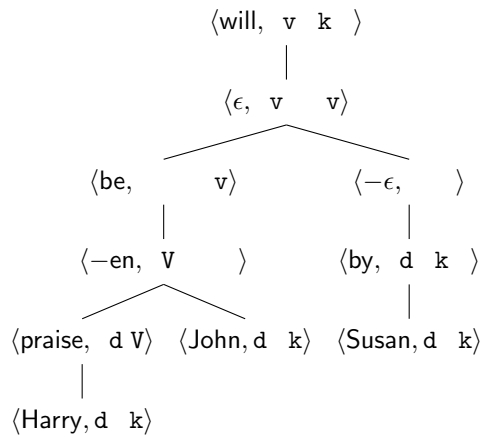 ⟨will, v k ⟩
⟨ϵ, v v⟩
⟨be, v⟩ ⟨−ϵ, ⟩
⟨−en, V ⟩ ⟨by, d k ⟩
⟨praise, d V⟩ ⟨John, d k⟩ ⟨Susan, d k⟩
⟨Harry, d k⟩